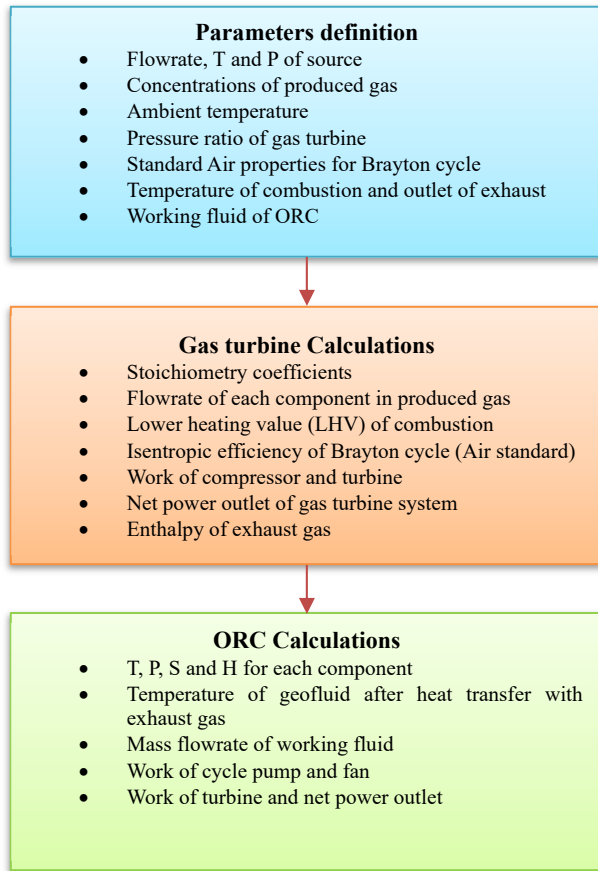 Parameters definition
• Flowrate, T and P of source
• Concentrations of produced gas
• Ambient temperature
• Pressure ratio of gas turbine
• Standard Air properties for Brayton cycle
• Temperature of combustion and outlet of exhaust
• Working fluid of ORC
Gas turbine Calculations
• Stoichiometry coefficients
• Flowrate of each component in produced gas
• Lower heating value (LHV) of combustion
• Isentropic efficiency of Brayton cycle (Air standard)
• Work of compressor and turbine
• Net power outlet of gas turbine system
• Enthalpy of exhaust gas
ORC Calculations
• T, P, S and H for each component
• Temperature of geofluid after heat transfer with
exhaust gas
• Mass flowrate of working fluid
• Work of cycle pump and fan
• Work of turbine and net power outlet